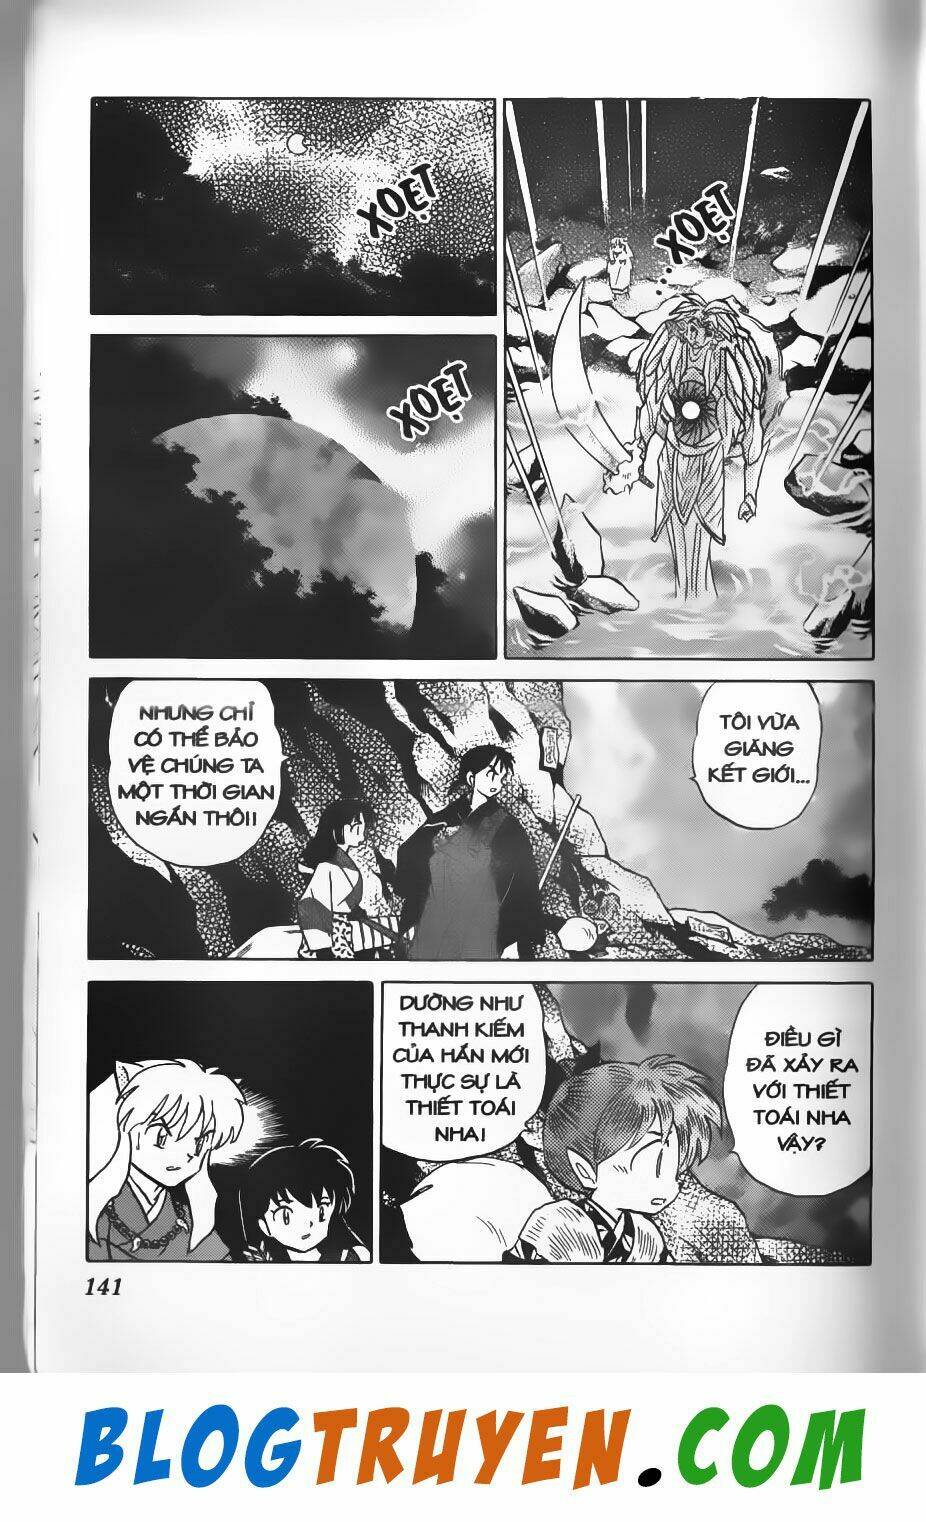 XOẸT
XOẸT
XOẸT
NHƯNG CHỈ
CÓ THỂ BẢO
VỆ CHÚNG TA
MỘT THỜI GIAN
NGẮN THÔI!
TÔI VỪA
GIĂNG
KẾT GIỚI...
DƯỜNG NHƯ
THANH KIẾM
CỦA HẮN MỚI
THỰC SỰ LÀ
THIẾT TOÁI
NHA!
ĐIỀU GÌ
ĐÃ XẢY RA
VỚI THIẾT
TOÁI NHA
VẬY?
141
BLOGTRUYEN.COM